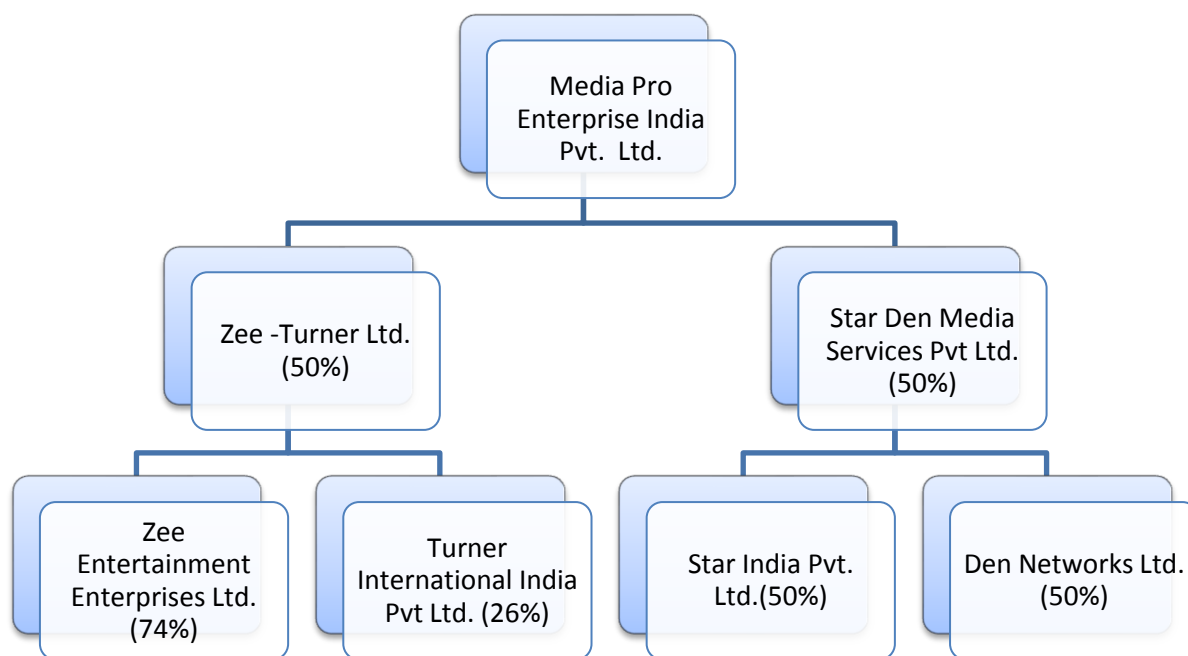 Media Pro
Enterprise India
Pvt. Ltd.
Zee -Turner Ltd.
(50%)
Star Den Media
Services Pvt Ltd.
(50%)
Zee
Entertainment
Enterprises Ltd.
(74%)
Turner
International India
Pvt Ltd. (26%)
Star India Pvt.
Ltd.(50%)
Den Networks Ltd.
(50%)